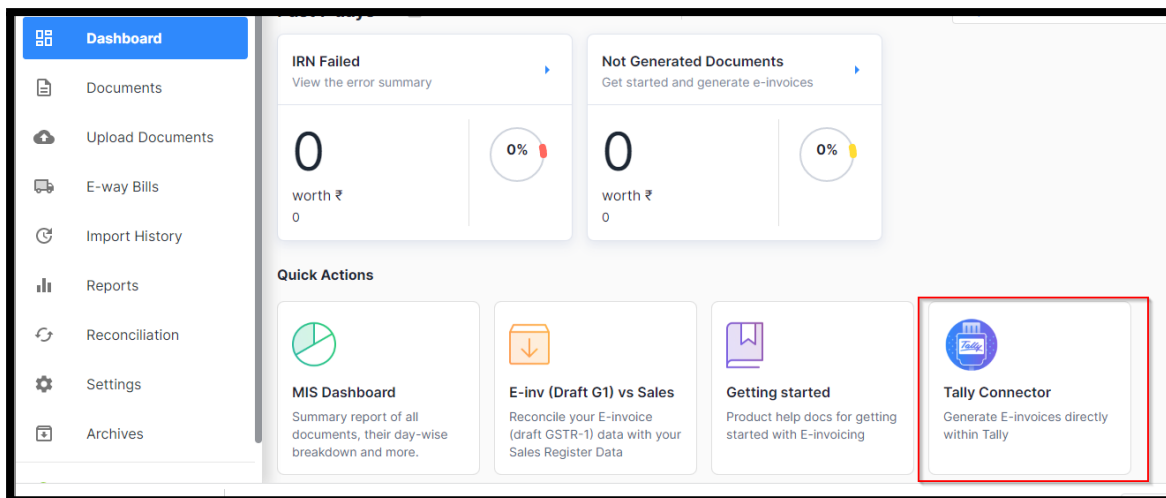 Dashboard
Documents
Upload Documents
E-way Bills
Import History
Reports
Reconciliation
Settings
Archives
IRN Failed
View the error summary
0
worth ₹
0
0%
Not Generated Documents
Get started and generate e-invoices
0
worth ₹
0
0%
Quick Actions
MIS Dashboard
Summary report of all
documents, their day-wise
breakdown and more.
E-inv (Draft G1) vs Sales
Reconcile your E-invoice
(draft GSTR-1) data with your
Sales Register Data
Getting started
Product help docs for getting
started with E-invoicing
Tally
Tally Connector
Generate E-invoices directly
within Tally